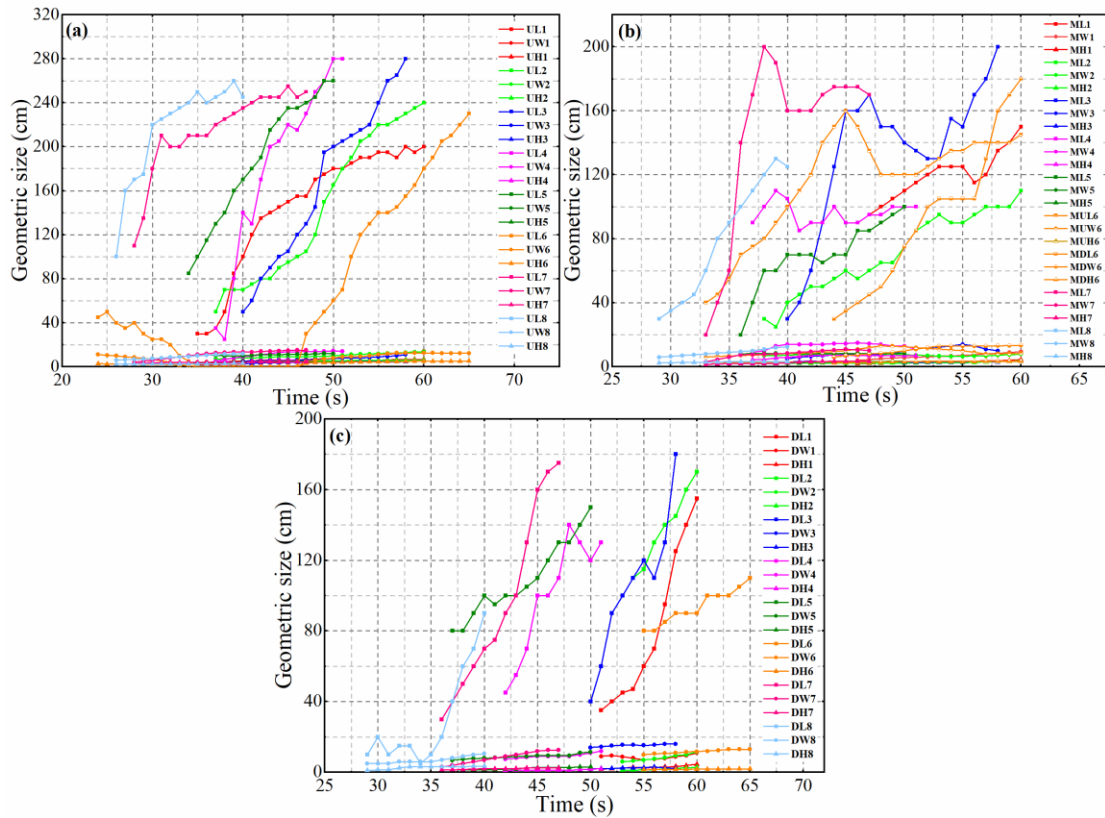 (a)
Geometric size (cm)
320
280
240
200
160
120
80
40
0
20 30 40 50 60 70
Time (s)
UL1
UW1
UH1
UL2
UW2
UH2
UL3
UW3
UH3
UL4
UW4
UH4
UL5
UW5
UH5
UL6
UW6
UH6
UL7
UW7
UH7
UL8
UW8
UH8
(b)
Geometric size (cm)
200
160
120
80
40
0
25 30 35 40 45 50 55 60 65
Time (s)
ML1
MW1
MH1
ML2
MW2
MH2
ML3
MW3
MH3
ML4
MW4
MH4
ML5
MW5
MH5
MUL6
MUW6
MUH6
MDL6
MDW6
MDH6
ML7
MW7
MH7
ML8
MW8
MH8
(c)
Geometric size (cm)
200
160
120
80
40
0
25 30 35 40 45 50 55 60 65 70
Time (s)
DL1
DW1
DH1
DL2
DW2
DH2
DL3
DW3
DH3
DL4
DW4
DH4
DL5
DW5
DH5
DL6
DW6
DH6
DL7
DW7
DH7
DL8
DW8
DH8